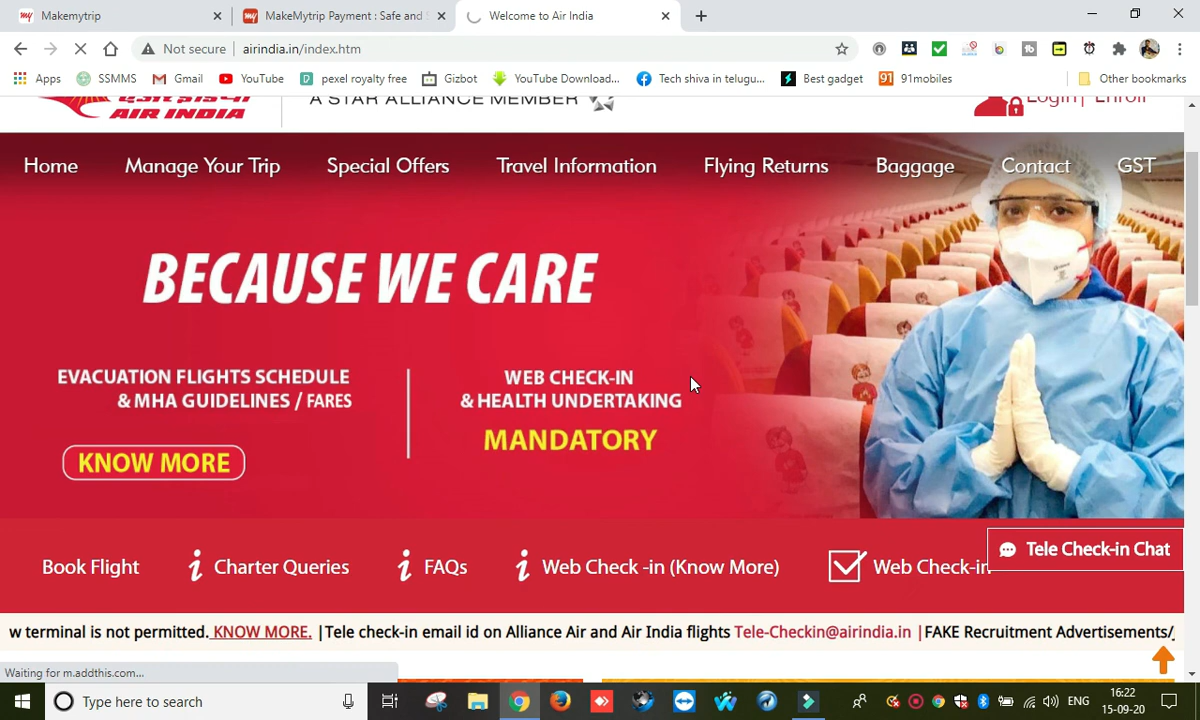 Makemytrip
MakeMytrip Payment : Safe and S
Welcome to Air India
Not secure
airindia.in/index.htm
Apps
SSMMS
Gmail
YouTube
pexel royalty free
Gizbot
YouTube Download...
Tech shiva in telugu...
Best gadget
91mobiles
Other bookmarks
AIR INDIA
A STAR ALLIANCE MEMBER
Login| Enroll
Home
Manage Your Trip
Special Offers
Travel Information
Flying Returns
Baggage
Contact
GST
BECAUSE WE CARE
EVACUATION FLIGHTS SCHEDULE
& MHA GUIDELINES / FARES
KNOW MORE
WEB CHECK-IN
& HEALTH UNDERTAKING
MANDATORY
Tele Check-in Chat
Book Flight
Charter Queries
FAQs
Web Check -in (Know More)
Web Check-in
w terminal is not permitted. KNOW MORE. |Tele check-in email id on Alliance Air and Air India flights Tele-Checkin@airindia.in |FAKE Recruitment Advertisements/
Waiting for m.addthis.com...
Type here to search
ENG
16:22
15-09-20